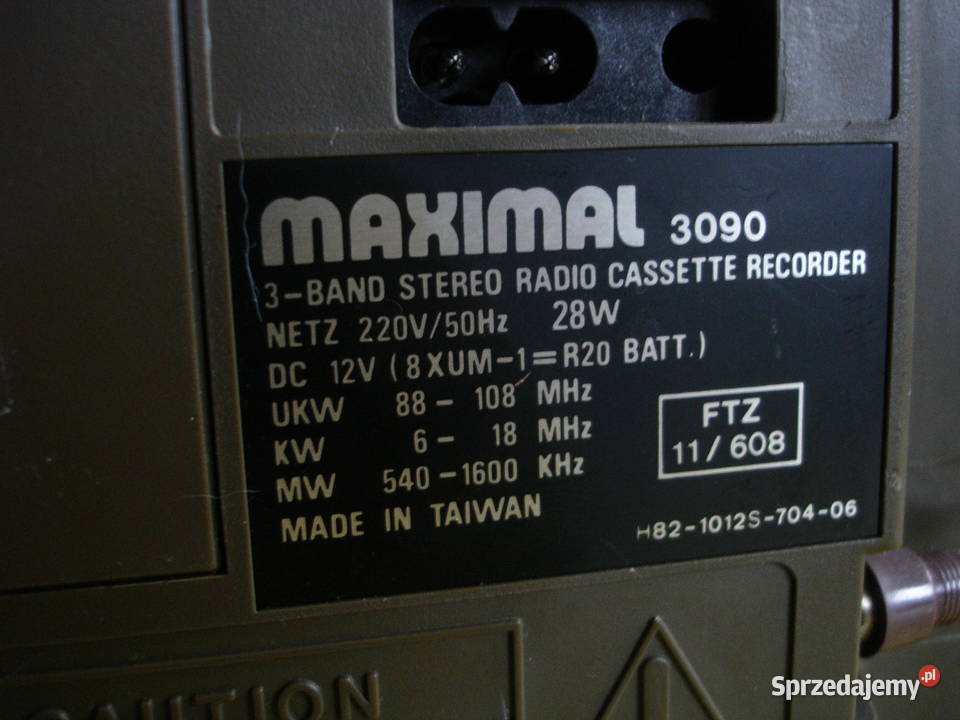 MAXIMAL 3090
3-BAND STEREO RADIO CASSETTE RECORDER
NETZ 220V/50Hz 28W
DC 12V (8XUM-1=R20 BATT.)
UKW 88 - 108 MHz
KW 6 - 18 MHz
MW 540 - 1600 KHz
FTZ
11/608
MADE IN TAIWAN
H82-1012S-704-06
CAUTION
Sprzedajemy.pl